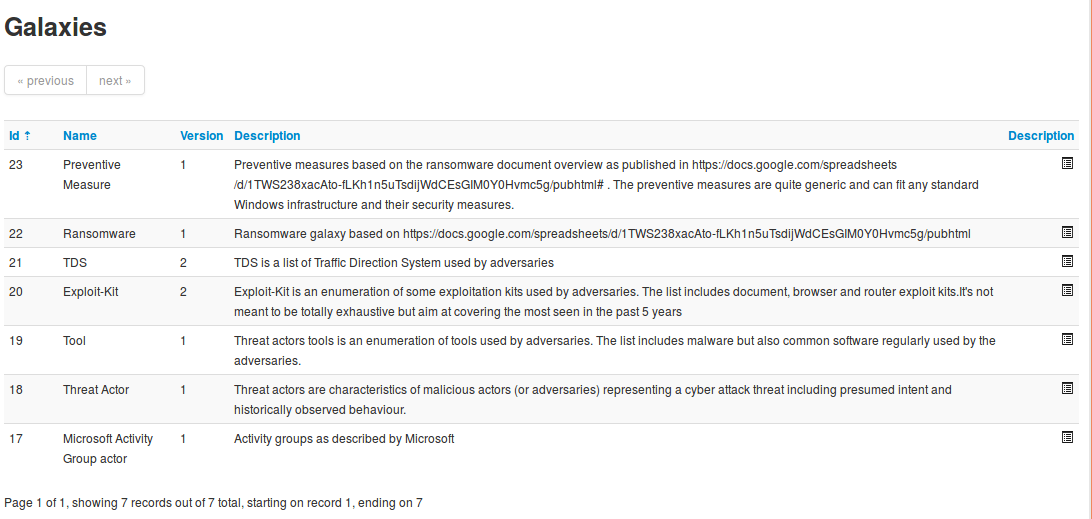 Galaxies
« previous next »
Id ↑ Name Version Description Description
23 Preventive Measure 1 Preventive measures based on the ransomware document overview as published in https://docs.google.com/spreadsheets
/d/1TWS238xacAto-fLKh1n5uTsdijWdCEsGIM0Y0Hvmc5g/pubhtml# . The preventive measures are quite generic and can fit any standard
Windows infrastructure and their security measures.
22 Ransomware 1 Ransomware galaxy based on https://docs.google.com/spreadsheets/d/1TWS238xacAto-fLKh1n5uTsdijWdCEsGIM0Y0Hvmc5g/pubhtml
21 TDS 2 TDS is a list of Traffic Direction System used by adversaries
20 Exploit-Kit 2 Exploit-Kit is an enumeration of some exploitation kits used by adversaries. The list includes document, browser and router exploit kits.It's not
meant to be totally exhaustive but aim at covering the most seen in the past 5 years
19 Tool 1 Threat actors tools is an enumeration of tools used by adversaries. The list includes malware but also common software regularly used by the
adversaries.
18 Threat Actor 1 Threat actors are characteristics of malicious actors (or adversaries) representing a cyber attack threat including presumed intent and
historically observed behaviour.
17 Microsoft Activity Group actor 1 Activity groups as described by Microsoft
Page 1 of 1, showing 7 records out of 7 total, starting on record 1, ending on 7